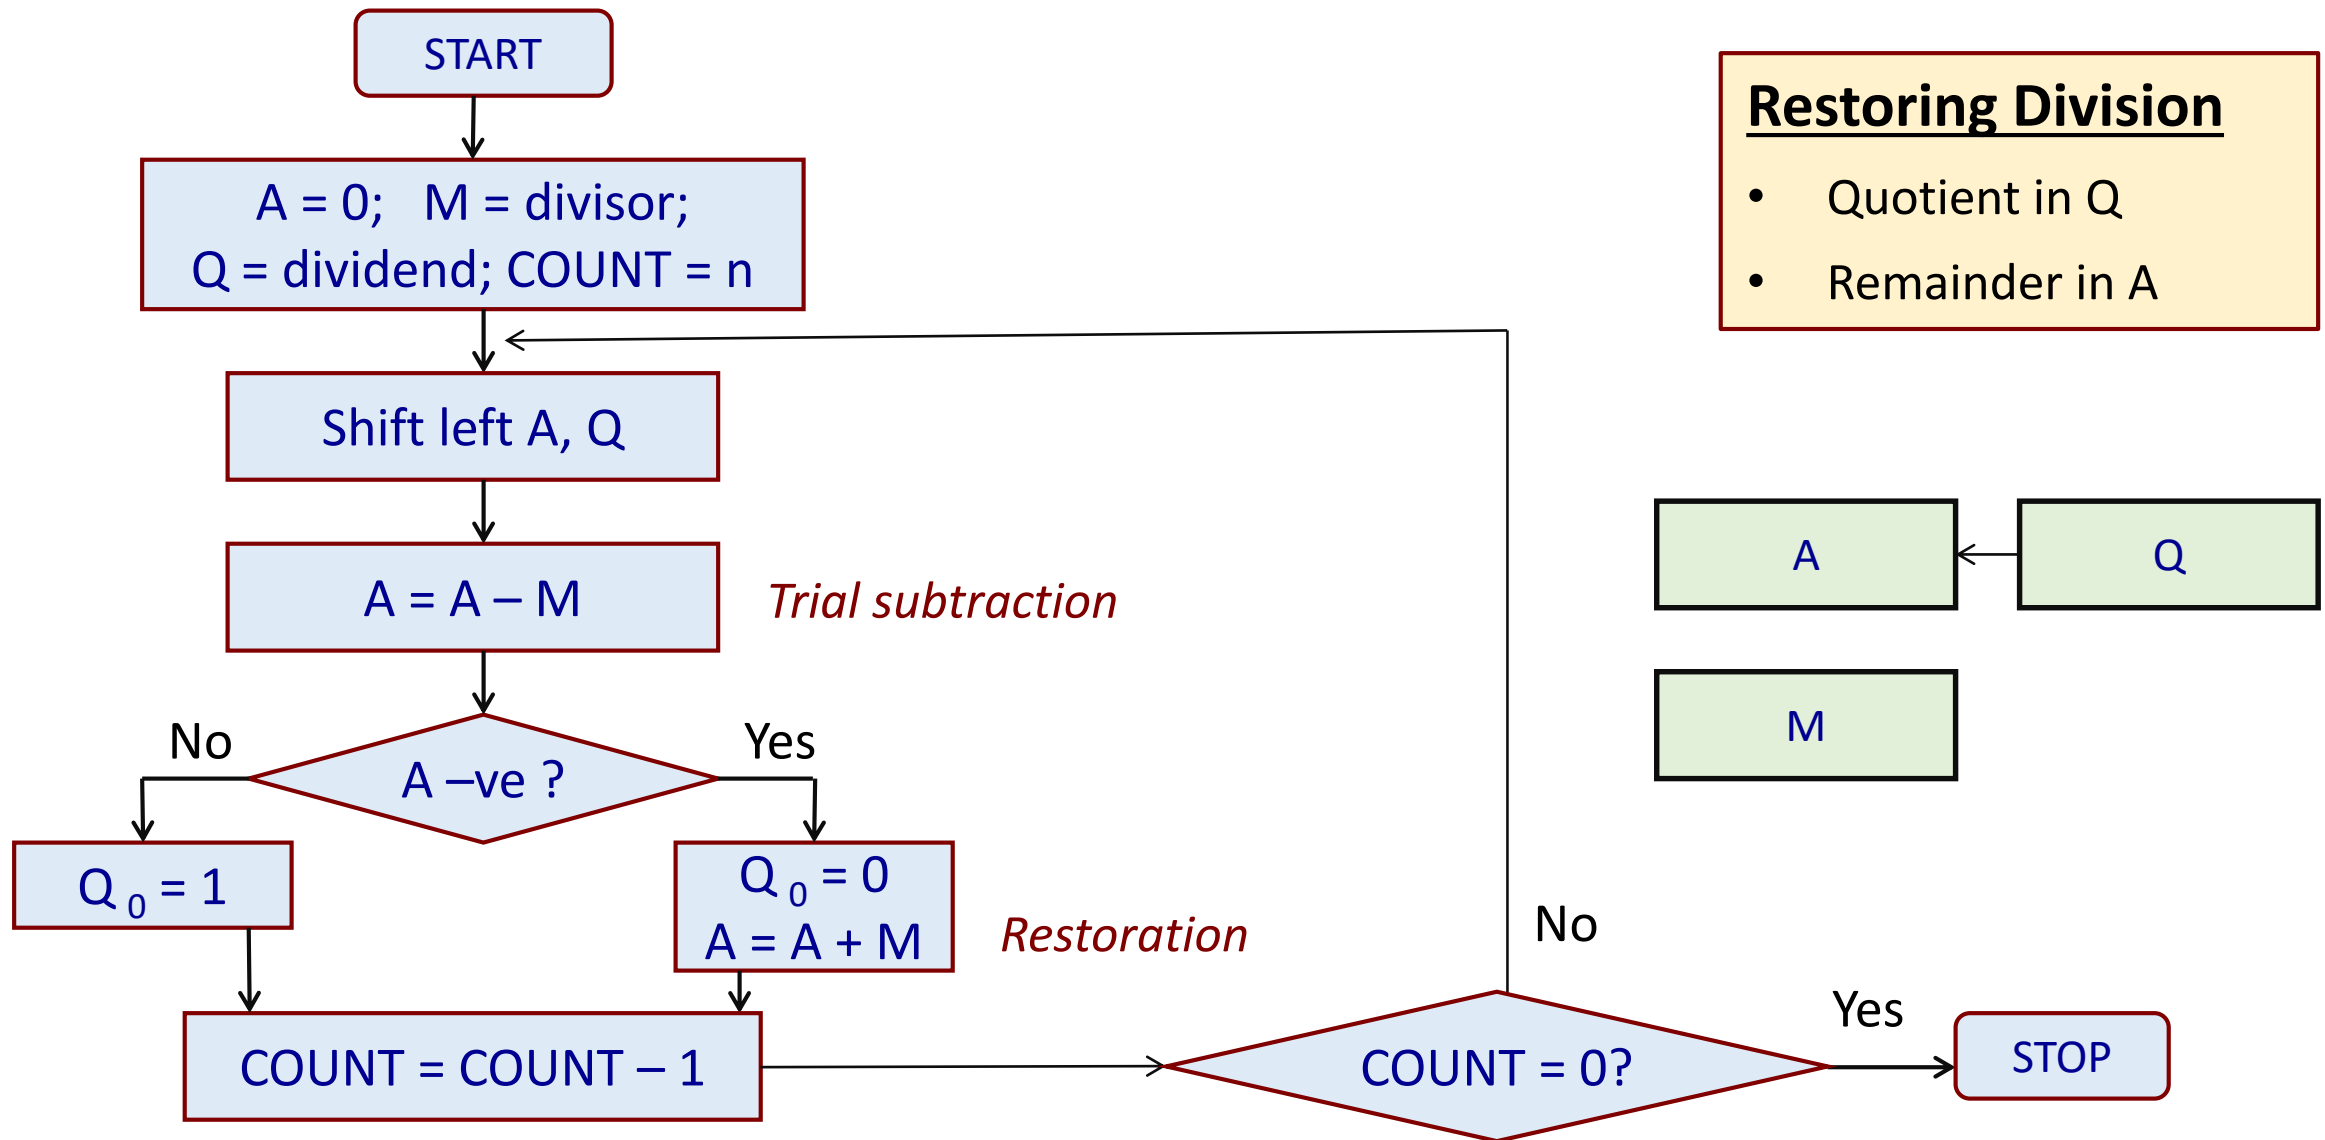 START
A = 0; M = divisor;
Q = dividend; COUNT = n
Shift left A, Q
A = A – M
Trial subtraction
No
Yes
A –ve ?
Q 0 = 1
Q 0 = 0
A = A + M
Restoration
COUNT = COUNT – 1
COUNT = 0?
No
Yes
STOP
Restoring Division
• Quotient in Q
• Remainder in A
A
Q
M